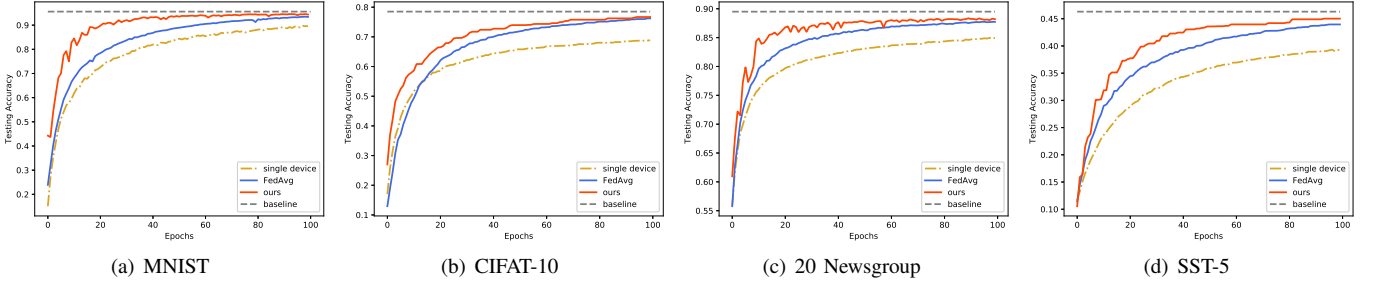 Testing Accuracy
0.9
0.8
0.7
0.6
0.5
0.4
0.3
0.2
0 20 40 60 80 100
Epochs
single device
FedAvg
ours
baseline
(a) MNIST
Testing Accuracy
0.8
0.7
0.6
0.5
0.4
0.3
0.2
0.1
0 20 40 60 80 100
Epochs
single device
FedAvg
ours
baseline
(b) CIFAT-10
Testing Accuracy
0.90
0.85
0.80
0.75
0.70
0.65
0.60
0.55
0 20 40 60 80 100
Epochs
single device
FedAvg
ours
baseline
(c) 20 Newsgroup
Testing Accuracy
0.45
0.40
0.35
0.30
0.25
0.20
0.15
0.10
0 20 40 60 80 100
Epochs
single device
FedAvg
ours
baseline
(d) SST-5